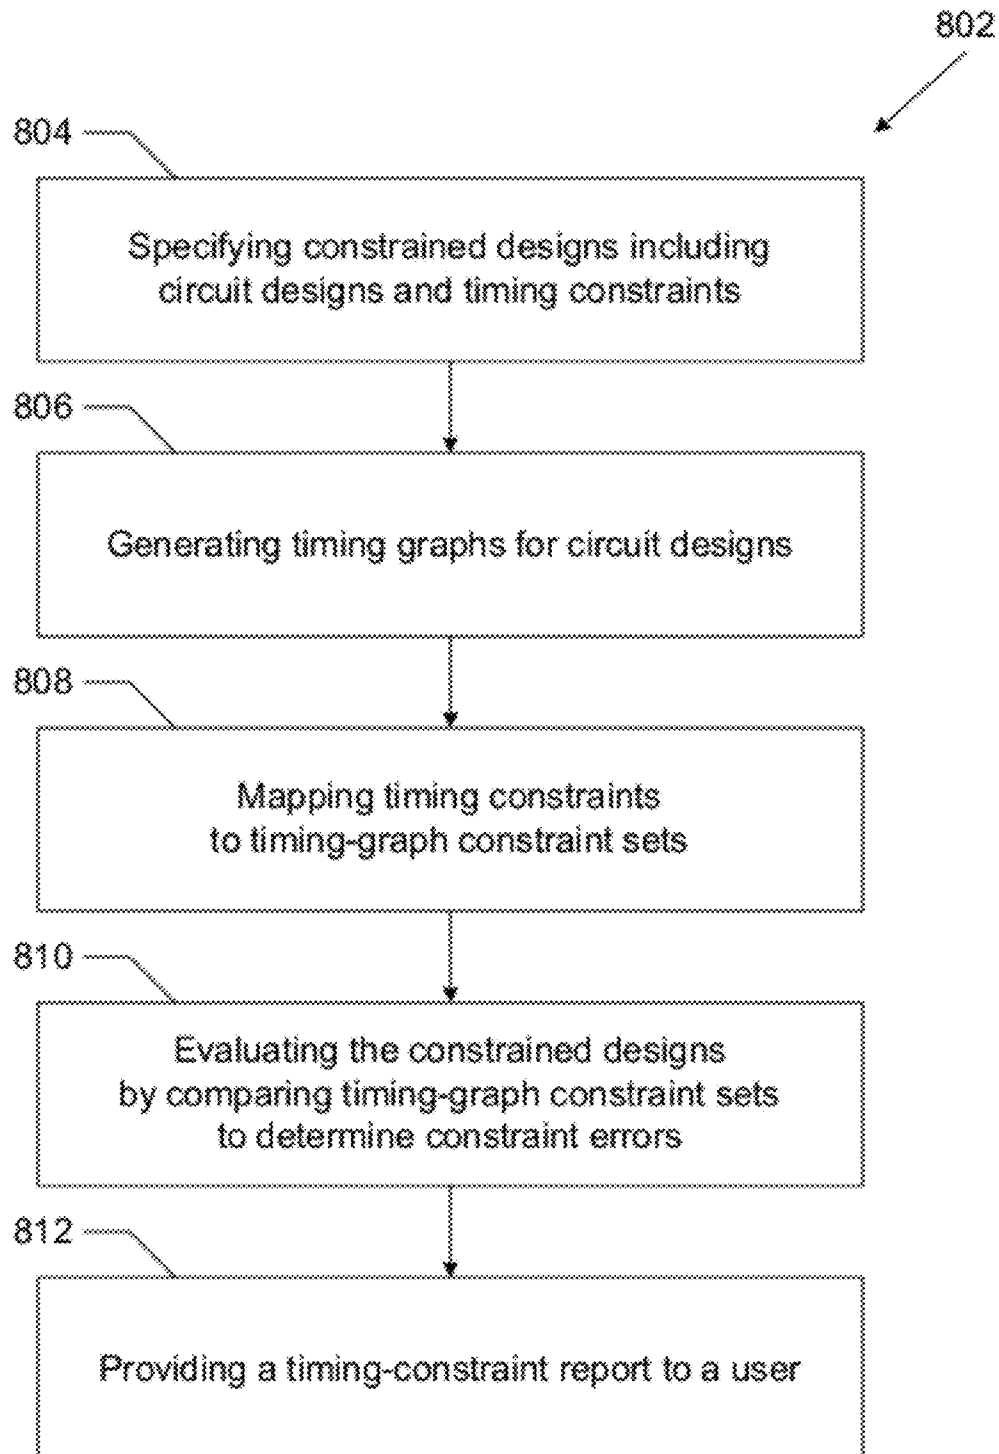 802
804
Specifying constrained designs including
circuit designs and timing constraints
806
Generating timing graphs for circuit designs
808
Mapping timing constraints
to timing-graph constraint sets
810
Evaluating the constrained designs
by comparing timing-graph constraint sets
to determine constraint errors
812
Providing a timing-constraint report to a user